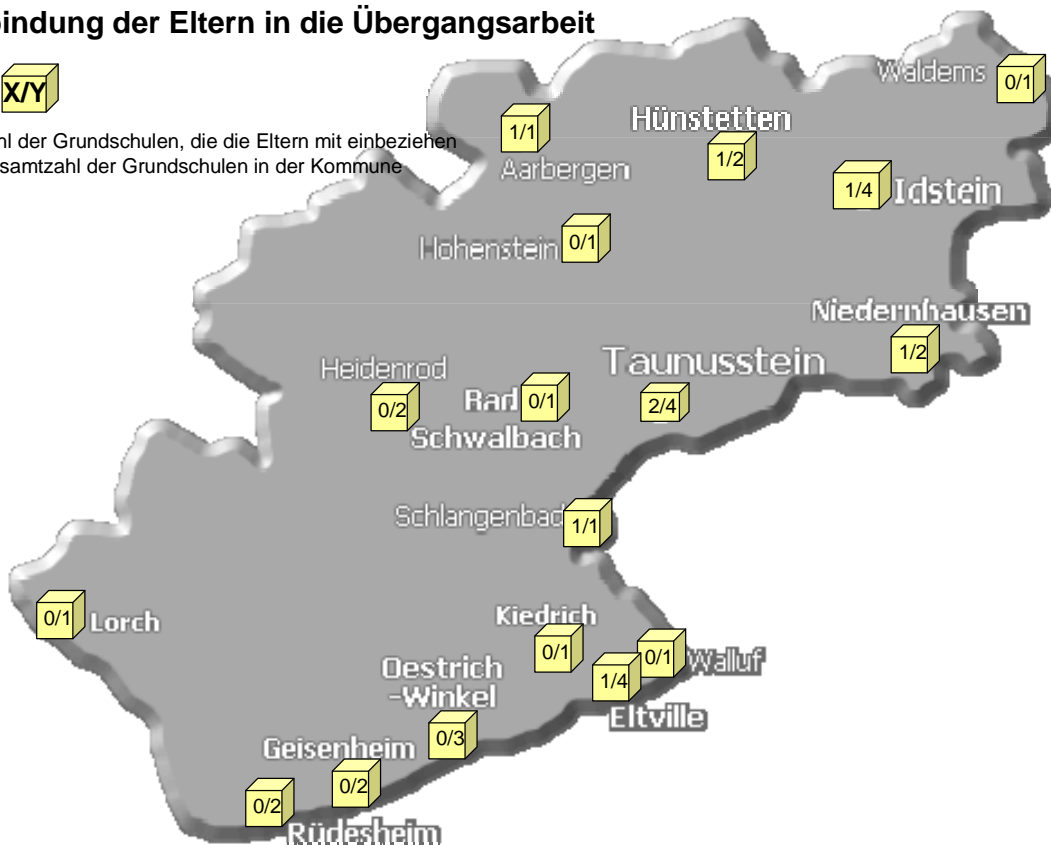 bindung der Eltern in die Übergangsarbeit
X/Y
hl der Grundschulen, die die Eltern mit einbeziehen
samtzahl der Grundschulen in der Kommune
Waldems 0/1
1/1
Aarbergen
Hünstetten
1/2
1/4 Idstein
Hohenstein 0/1
Niedernhausen
1/2
Heidenrod
0/2
Bad 0/1
Schwalbach
Taunusstein
2/4
Schlangenbad 1/1
0/1 Lorch
Kiedrich
0/1
0/1 Walluf
1/4
Eltville
Oestrich
-Winkel
0/3
Geisenheim
0/2
0/2
Rüdesheim